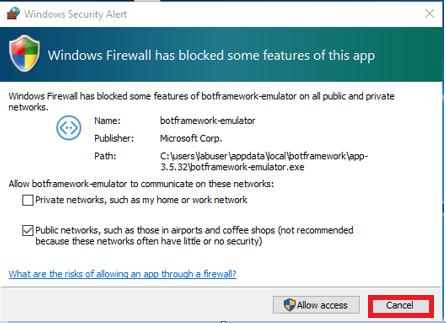 Windows Security Alert
Windows Firewall has blocked some features of this app
Windows Firewall has blocked some features of botframework-emulator on all public and private
networks.
Name: botframework-emulator
Publisher: Microsoft Corp.
Path: C:\users\labuser\appdata\local\botframework\app-
3.5.32\botframework-emulator.exe
Allow botframework-emulator to communicate on these networks:
Private networks, such as my home or work network
Public networks, such as those in airports and coffee shops (not recommended
because these networks often have little or no security)
What are the risks of allowing an app through a firewall?
Allow access Cancel